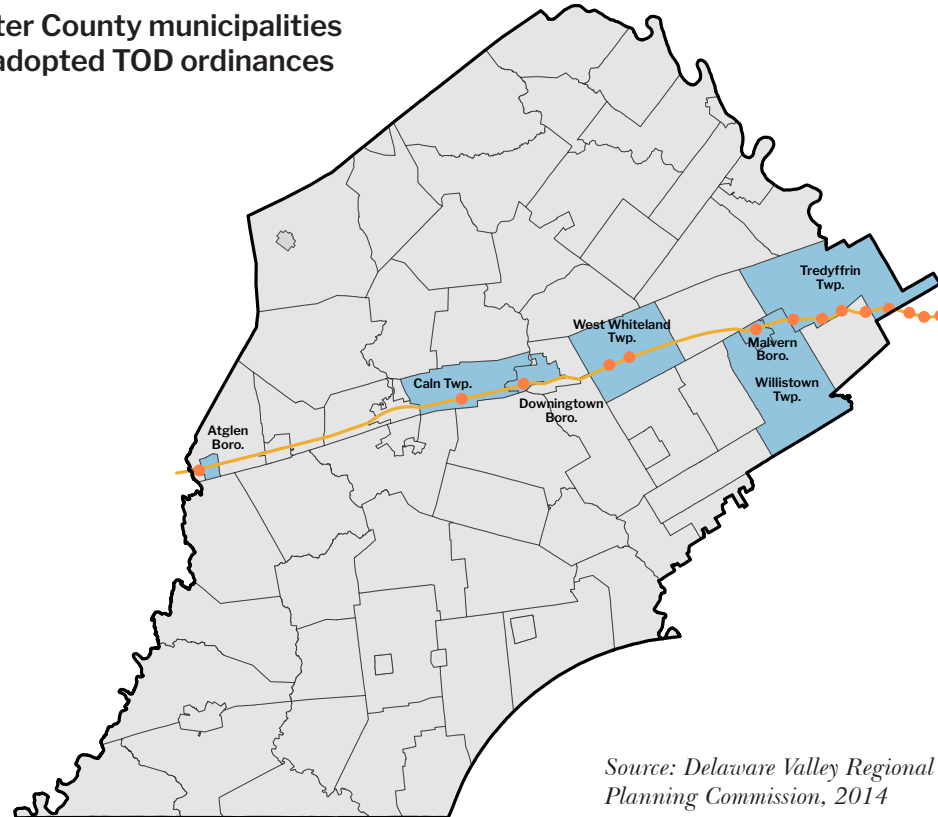 ter County municipalities
adopted TOD ordinances
Tredyffrin
Twp.
West Whiteland
Twp.
Malvern
Boro.
Caln Twp.
Willistown
Twp.
Downingtown
Boro.
Atglen
Boro.
Source: Delaware Valley Regional
Planning Commission, 2014